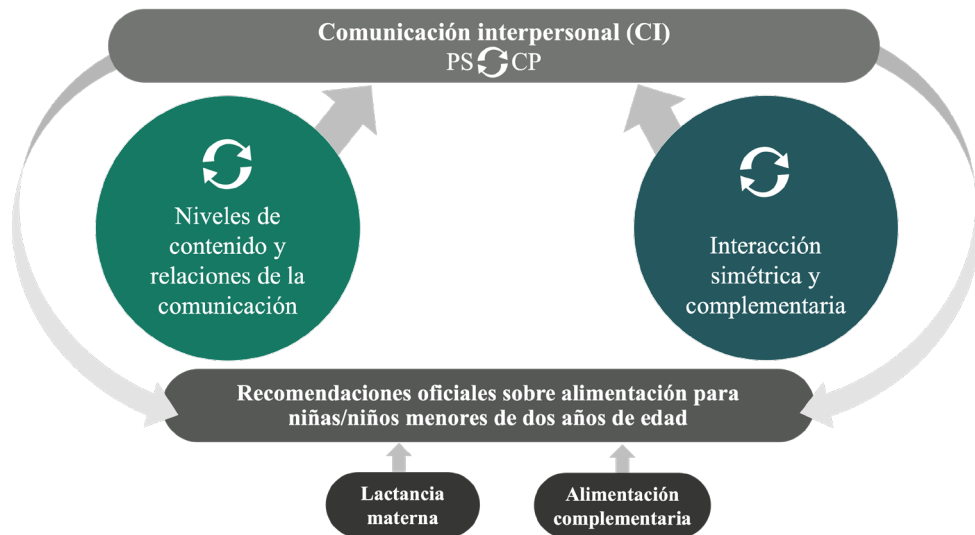 Comunicación interpersonal (CI)
PS CP
Niveles de
contenido y
relaciones de la
comunicación
Interacción
simétrica y
complementaria
Recomendaciones oficiales sobre alimentación para
niñas/niños menores de dos años de edad
Lactancia
materna
Alimentación
complementaria